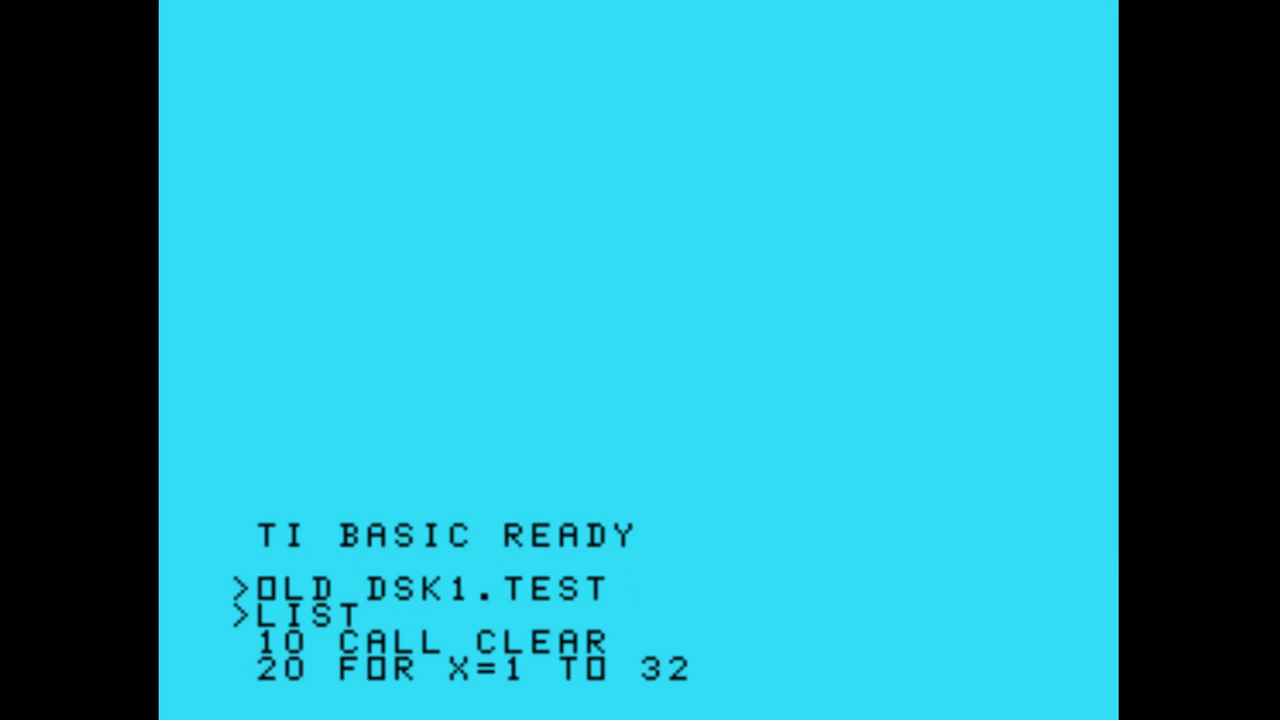 TI BASIC READY
>OLD DSK1.TEST
>LIST
10 CALL CLEAR
20 FOR X=1 TO 32